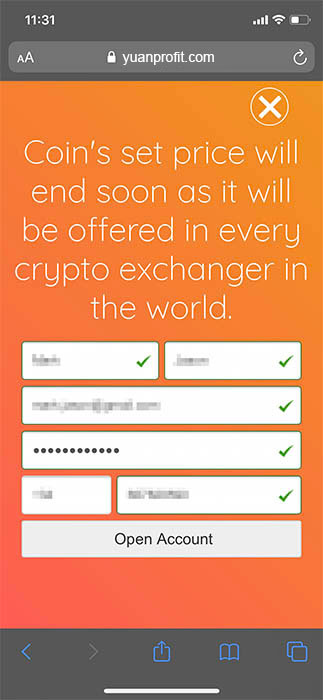 11:31
AA yuanprofit.com
Coin's set price will
end soon as it will
be offered in every
crypto exchanger in
the world.
Open Account